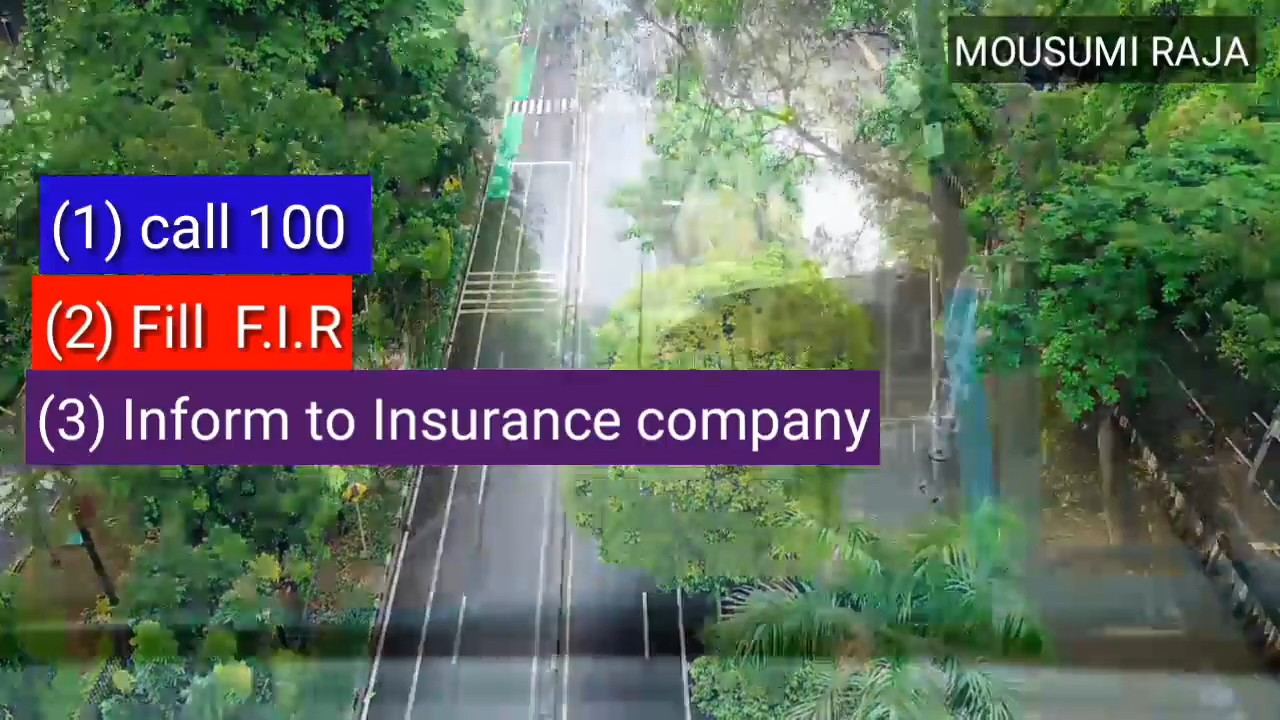 MOUSUMI RAJA
(1) call 100
(2) Fill F.I.R
(3) Inform to Insurance company